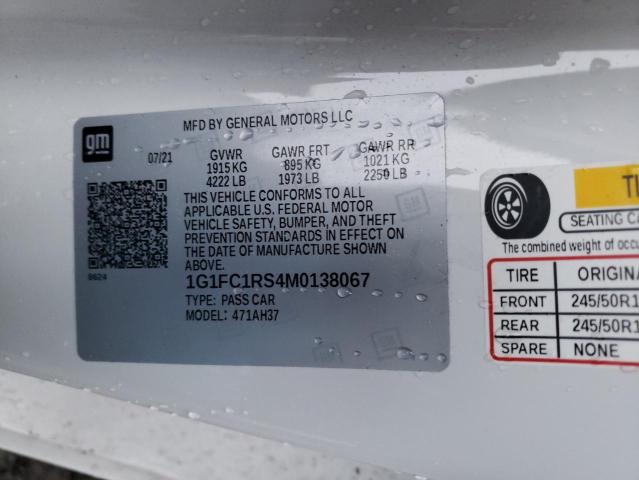 gm
MFD BY GENERAL MOTORS LLC
07/21 GVWR GAWR FRT GAWR RR
1915 KG 895 KG 1021 KG
4222 LB 1973 LB 2250 LB
THIS VEHICLE CONFORMS TO ALL
APPLICABLE U.S. FEDERAL MOTOR
VEHICLE SAFETY, BUMPER, AND THEFT
PREVENTION STANDARDS IN EFFECT ON
THE DATE OF MANUFACTURE SHOWN
ABOVE.
8624
1G1FC1RS4M0138067
TYPE: PASS CAR
MODEL: 471AH37
SEATING CA
The combined weight of occu
TIRE ORIGINA
FRONT 245/50R1
REAR 245/50R1
SPARE NONE